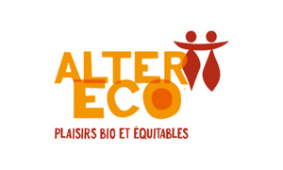 ALTER
ECO
PLAISIRS BIO ET ÉQUITABLES